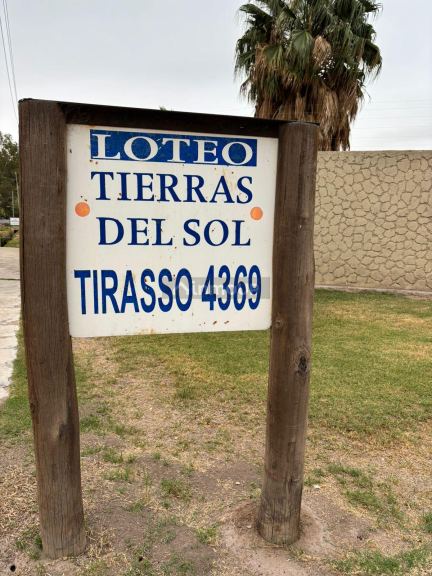 LOTEO
TIERRAS
DEL SOL
TIRASSO 4369